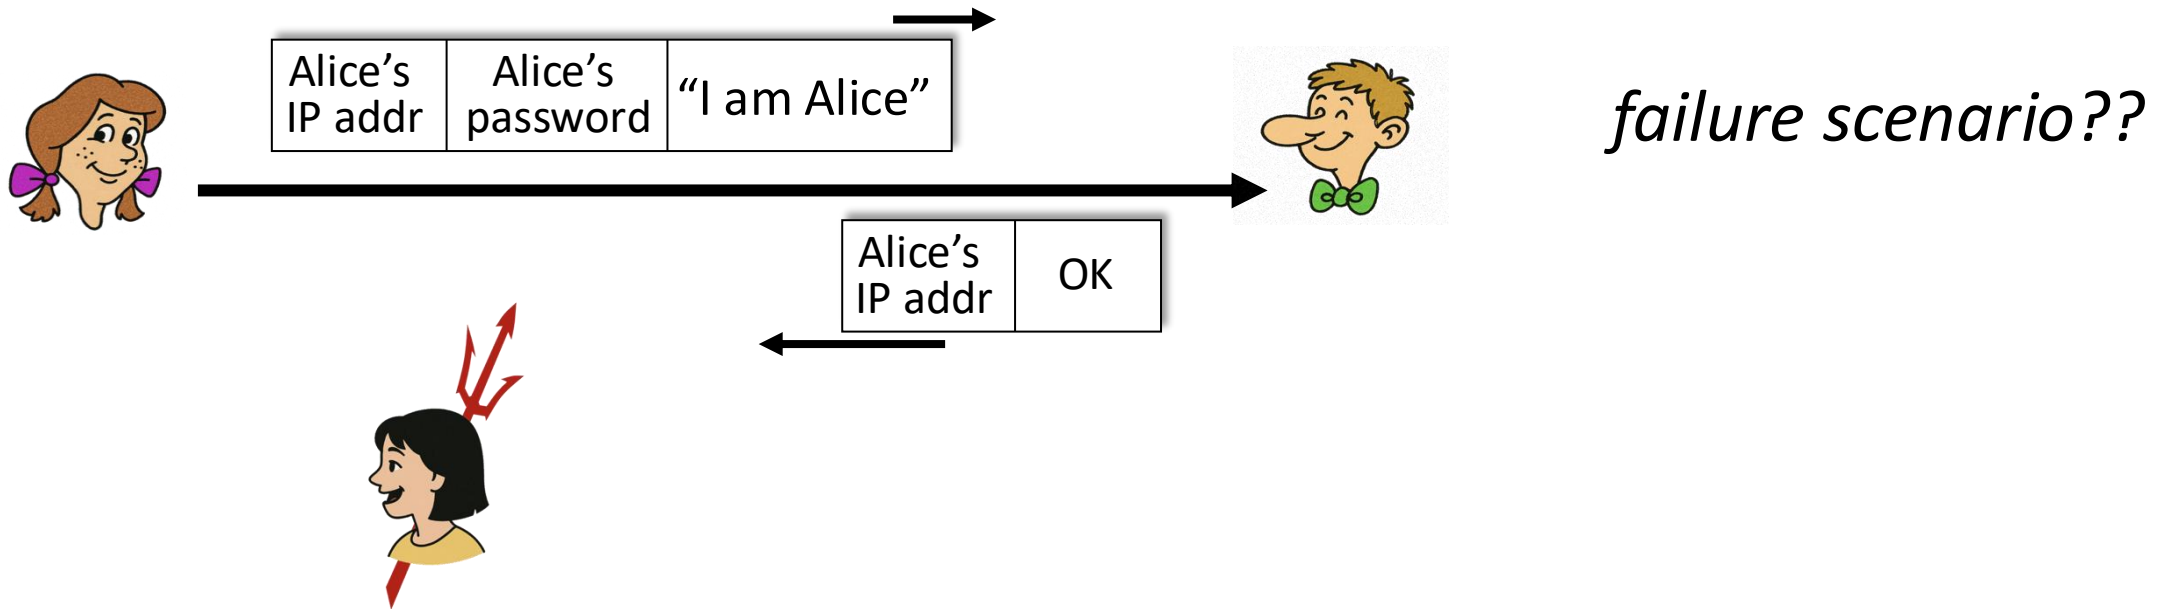 Alice’s
IP addr
Alice’s
password
“I am Alice”
failure scenario??
Alice’s
IP addr
OK